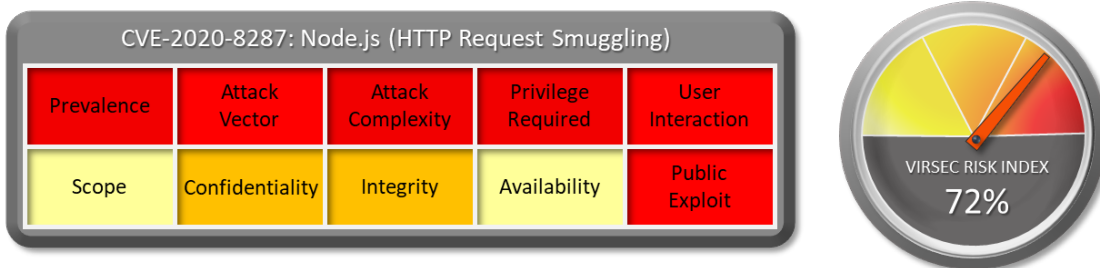 CVE-2020-8287: Node.js (HTTP Request Smuggling)
Prevalence
Attack
Vector
Attack
Complexity
Privilege
Required
User
Interaction
Scope
Confidentiality
Integrity
Availability
Public
Exploit
VIRSEC RISK INDEX
72%